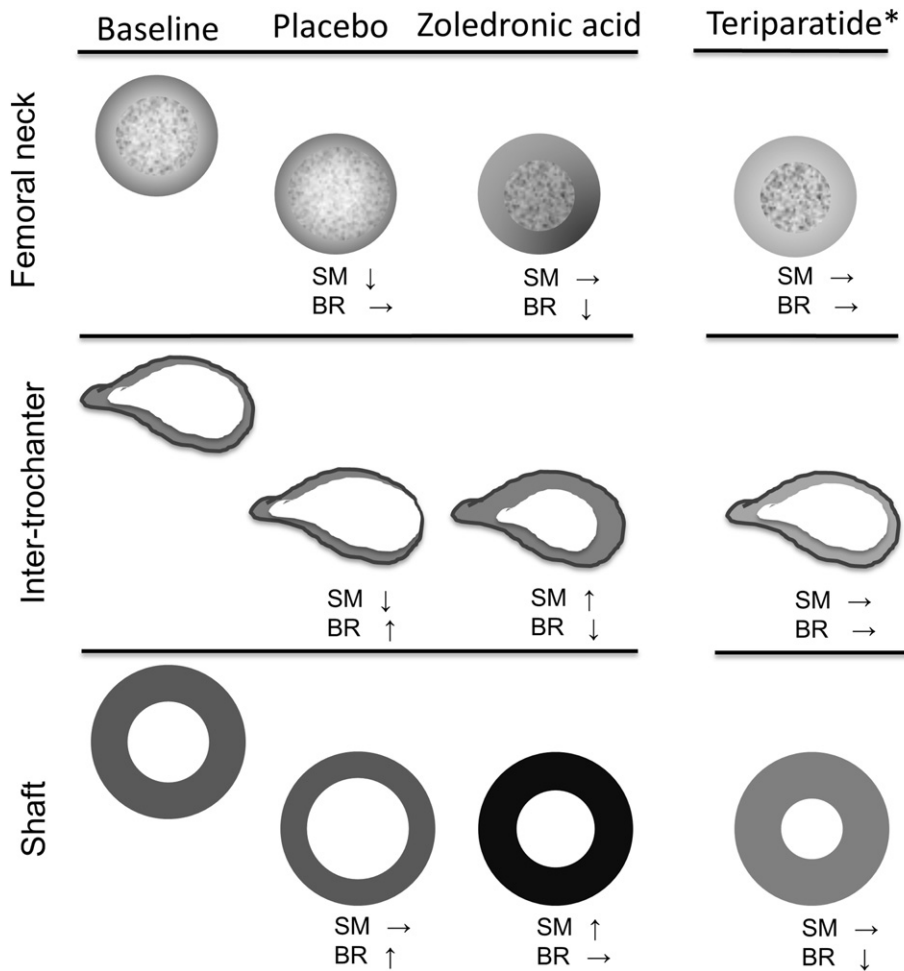 Baseline Placebo Zoledronic acid Teriparatide*
Femoral neck
SM ↓ SM → SM →
BR → BR ↓ BR →
Inter-trochanter
SM ↓ SM ↑ SM →
BR ↑ BR ↓ BR →
Shaft
SM → SM ↑ SM →
BR ↑ BR → BR ↓